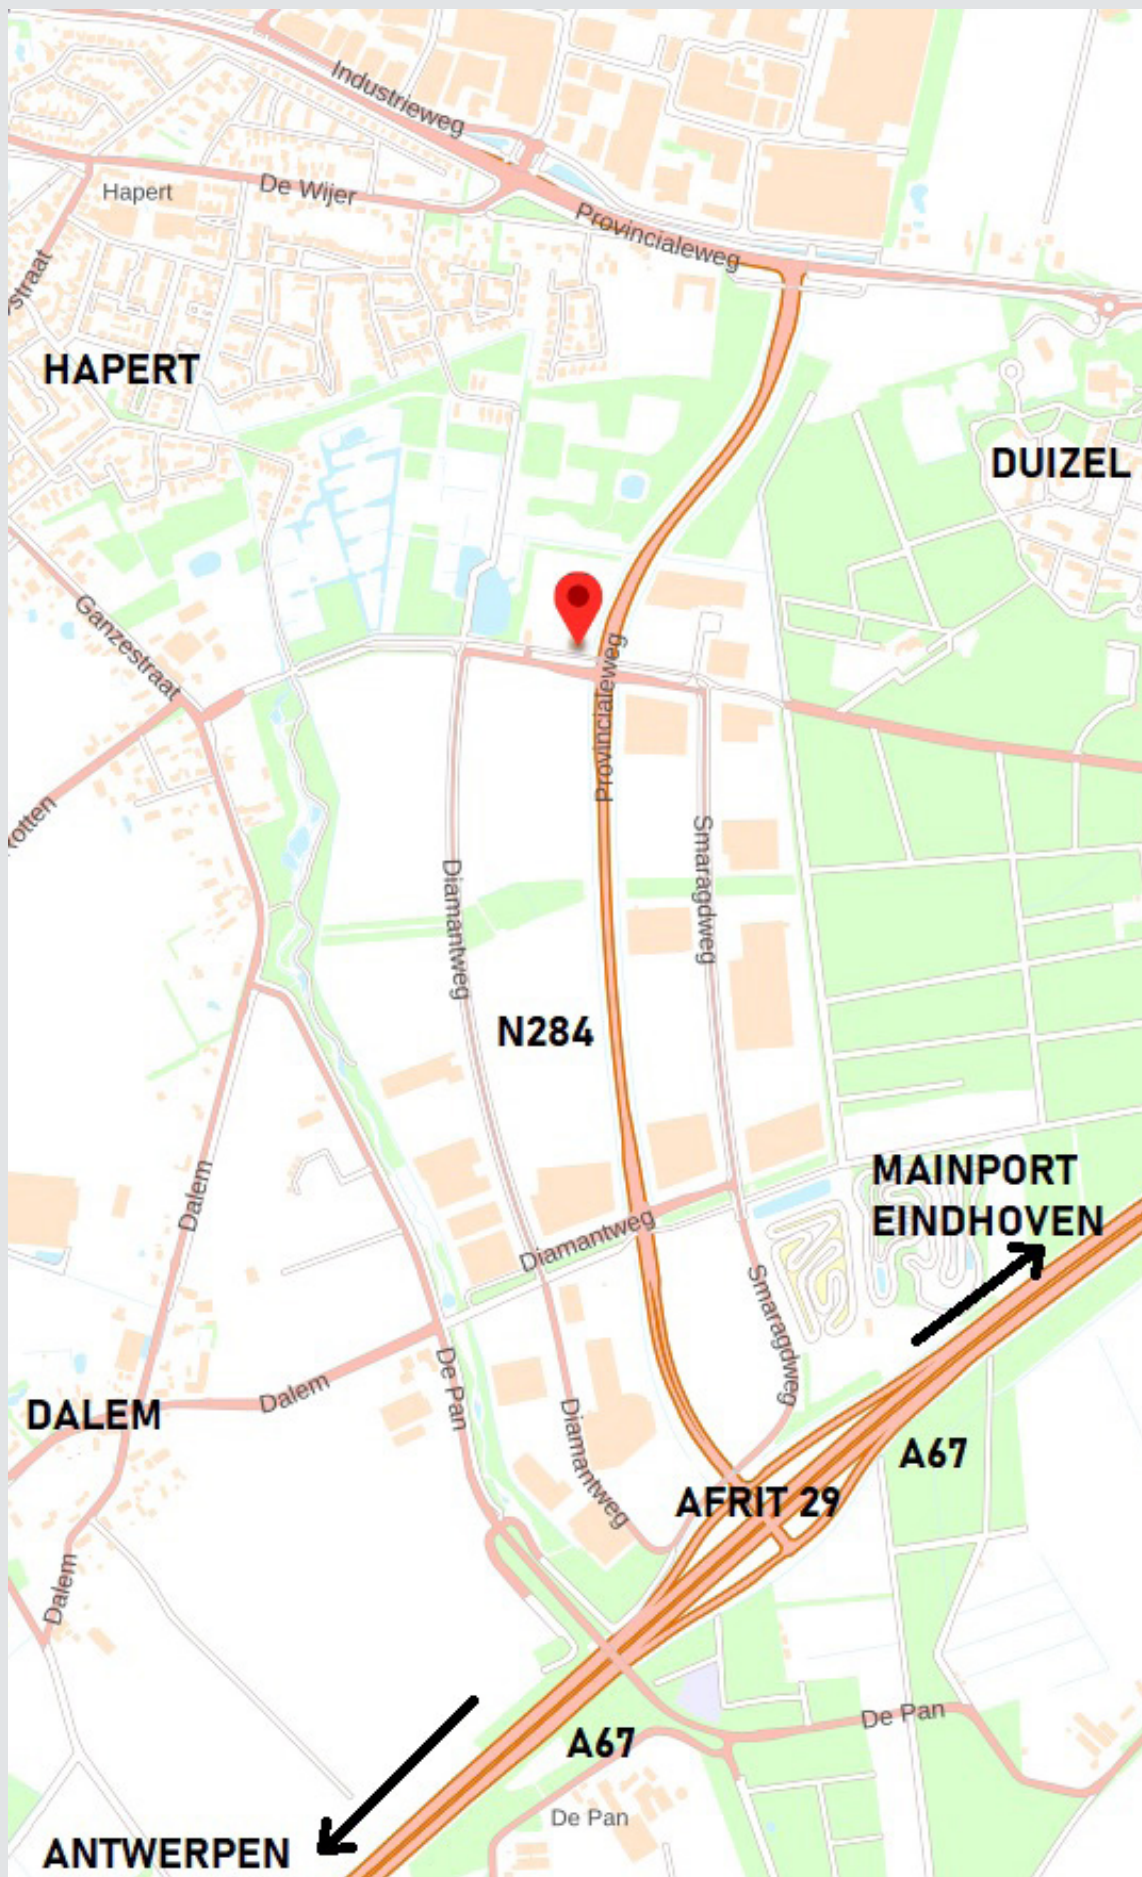 Industrieweg
Hapert
De Wijer
Provincialeweg
straat
HAPERT
DUIZEL
Ganzestraat
Provincialeweg
otten
Diamantweg
Smaragdweg
N284
MAINPORT
EINDHOVEN
Dalem
Diamantweg
Smaragdweg
De Pan
Dalem
DALEM
Diamantweg
A67
AFRIT 29
Dalem
De Pan
A67
De Pan
ANTWERPEN